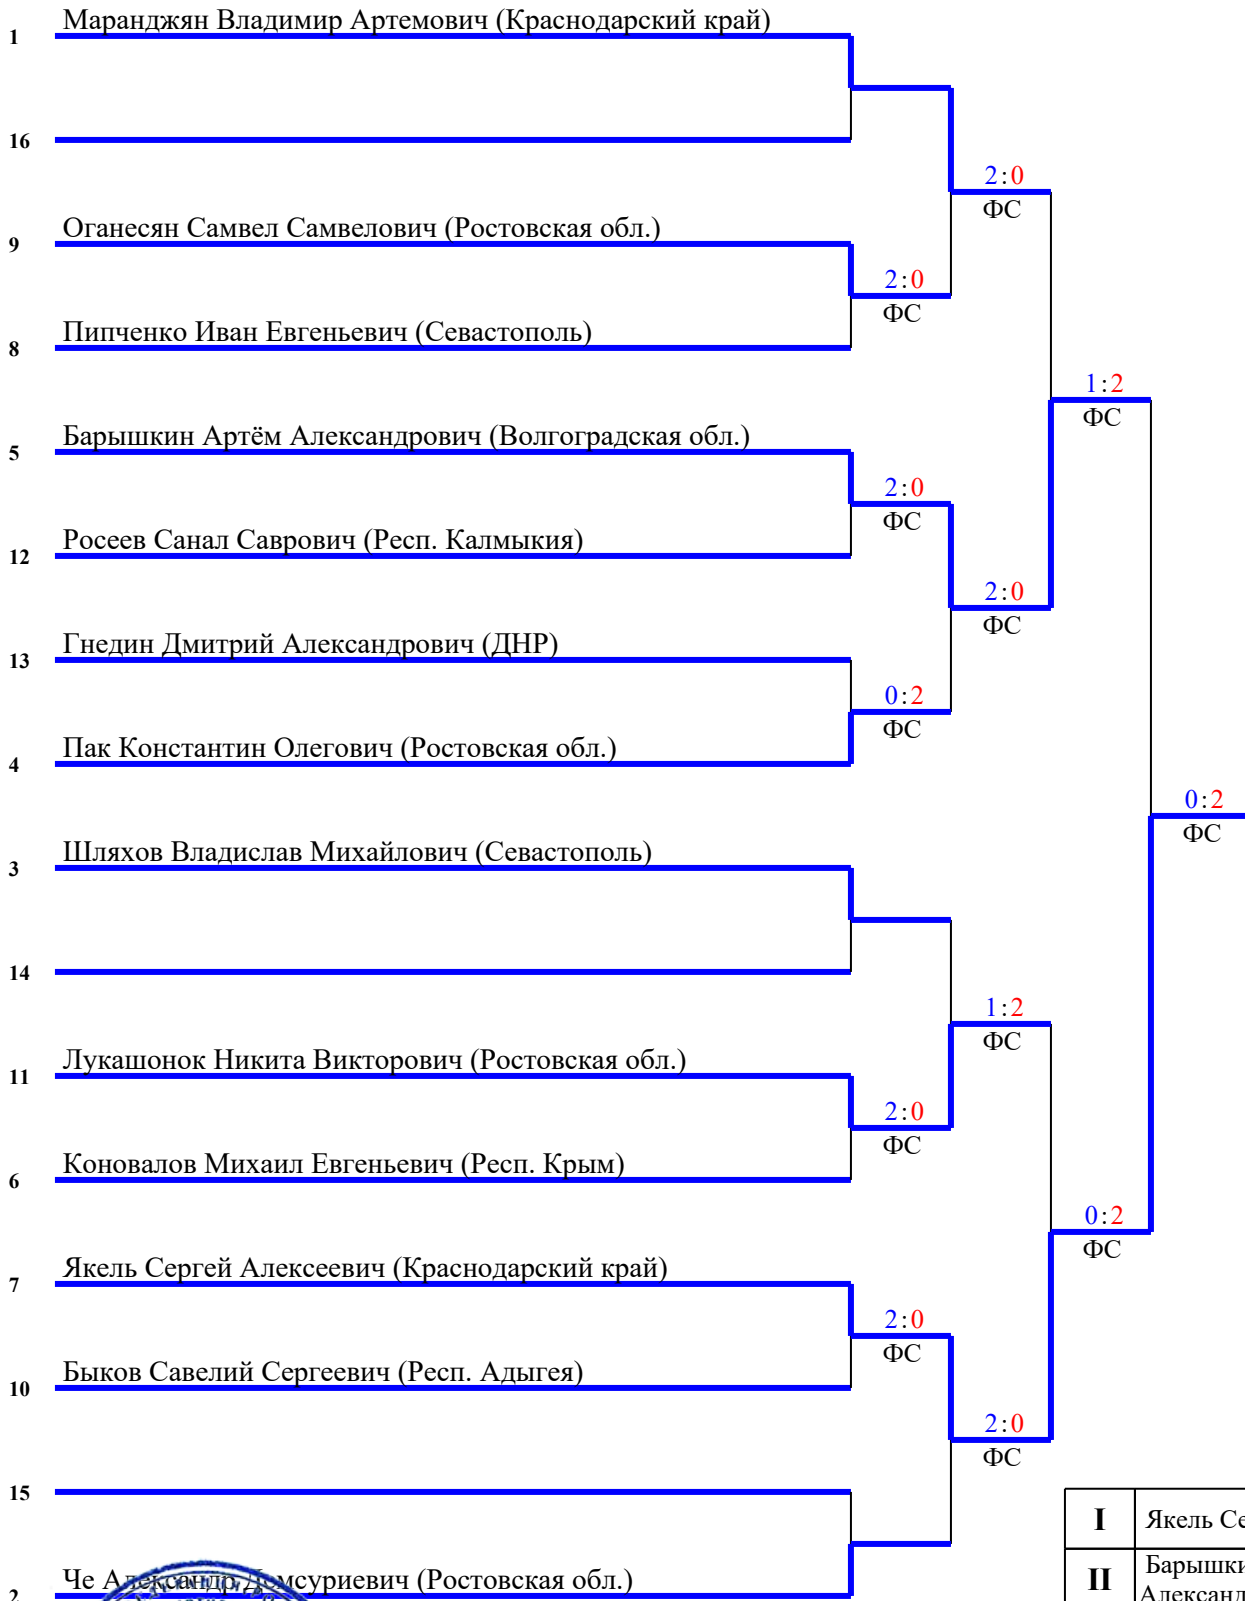 Маранджян Владимир Артемович (Краснодарский край)
1
16
2:0
ФС
Оганесян Самвел Самвелович (Ростовская обл.)
9
2:0
ФС
Пипченко Иван Евгеньевич (Севастополь)
8
1:2
ФС
Барышкин Артём Александрович (Волгоградская обл.)
5
2:0
ФС
Росеев Санал Саврович (Респ. Калмыкия)
12
2:0
ФС
Гнедин Дмитрий Александрович (ДНР)
13
0:2
ФС
Пак Константин Олегович (Ростовская обл.)
4
0:2
ФС
Шляхов Владислав Михайлович (Севастополь)
3
14
1:2
ФС
Лукашонок Никита Викторович (Ростовская обл.)
11
2:0
ФС
Коновалов Михаил Евгеньевич (Респ. Крым)
6
0:2
ФС
Якель Сергей Алексеевич (Краснодарский край)
7
2:0
ФС
Быков Савелий Сергеевич (Респ. Адыгея)
10
2:0
ФС
15
I Якель Се
Че Александр Домсуриевич (Ростовская обл.)
2
II Барышки
Александ